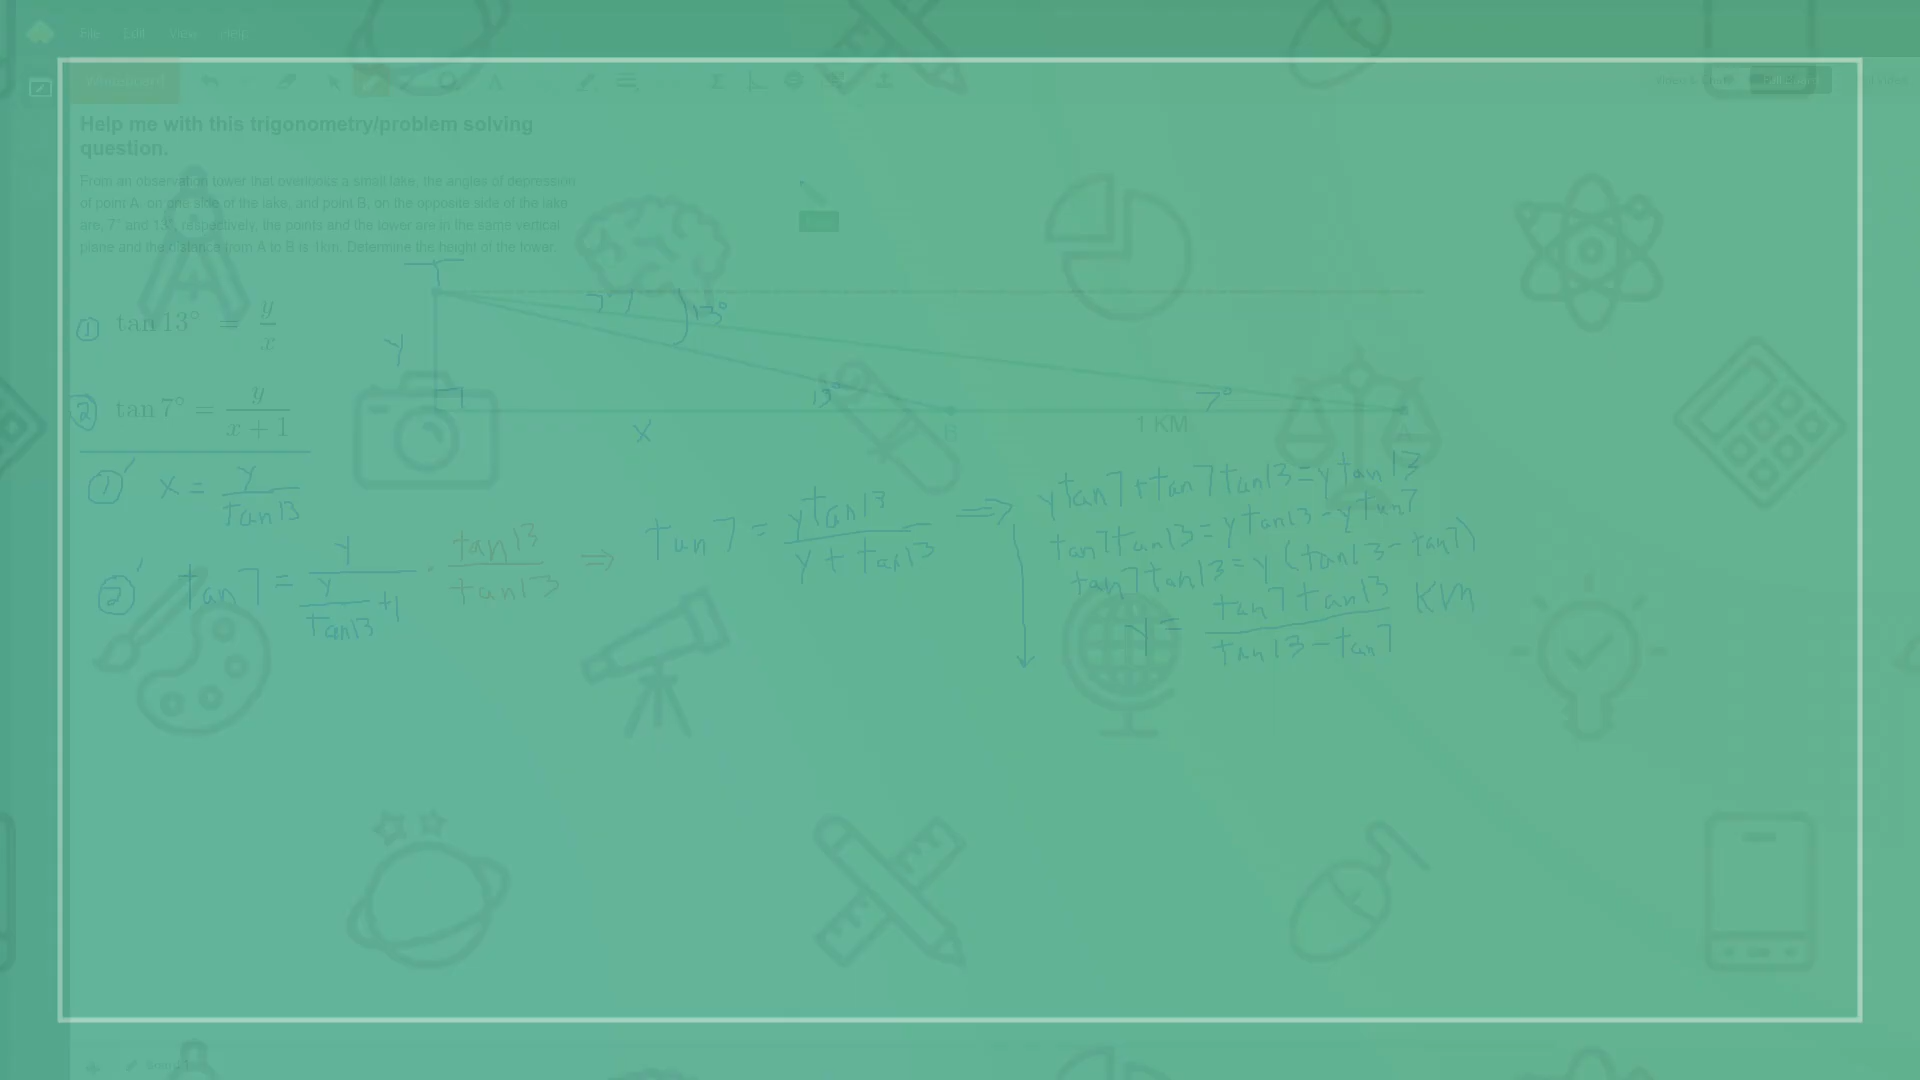 File Edit View Help
Whiteboard
Help me with this trigonometry/problem solving
question.
From an observation tower that overlooks a small lake, the angles of depression
of point A, on one side of the lake, and point B, on the opposite side of the lake
are, 7° and 13°, respectively, the points and the tower are in the same vertical
plane and the distance from A to B is 1km. Determine the height of the tower.
7° 13°
① tan 13° = y/x
y
13° 7°
② tan 7° = y/(x + 1)
x B 1 KM A
①' x = y/tan13
②' tan 7 = y/(y/tan13 + 1) · tan13/tan13 ⇒ tan 7 = ytan13/(y + tan13) ⇒
ytan7 + tan7tan13 = ytan13
tan7tan13 = ytan13 - ytan7
tan7tan13 = y(tan13 - tan7)
y = tan7tan13/(tan13 - tan7) KM